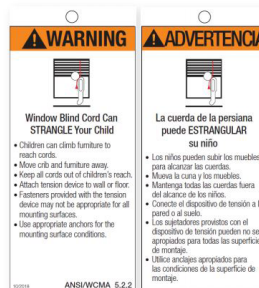 WARNING
Window Blind Cord Can
STRANGLE Your Child
• Children can climb furniture to
reach cords.
• Move crib and furniture away.
• Keep all cords out of children's reach.
• Attach tension device to wall or floor.
• Fasteners provided with the tension
device may not be appropriate for all
mounting surfaces.
• Use appropriate anchors for the
mounting surface conditions.
ANSI/WCMA 5.2.2
ADVERTENCIA
La cuerda de la persiana
puede ESTRANGULAR
su niño
• Los niños pueden subir los muebles
para alcanzar las cuerdas.
• Mueva la cuna y los muebles.
• Mantenga todas las cuerdas fuera
del alcance de los niños.
• Conecte el dispositivo de tensión a l
pared o al suelo.
• Los sujetadores provistos con el
dispositivo de tensión pueden no se
apropiados para todas las superficie
de montaje.
• Utilice anclajes apropiados para
las condiciones de la superficie de
montaje.